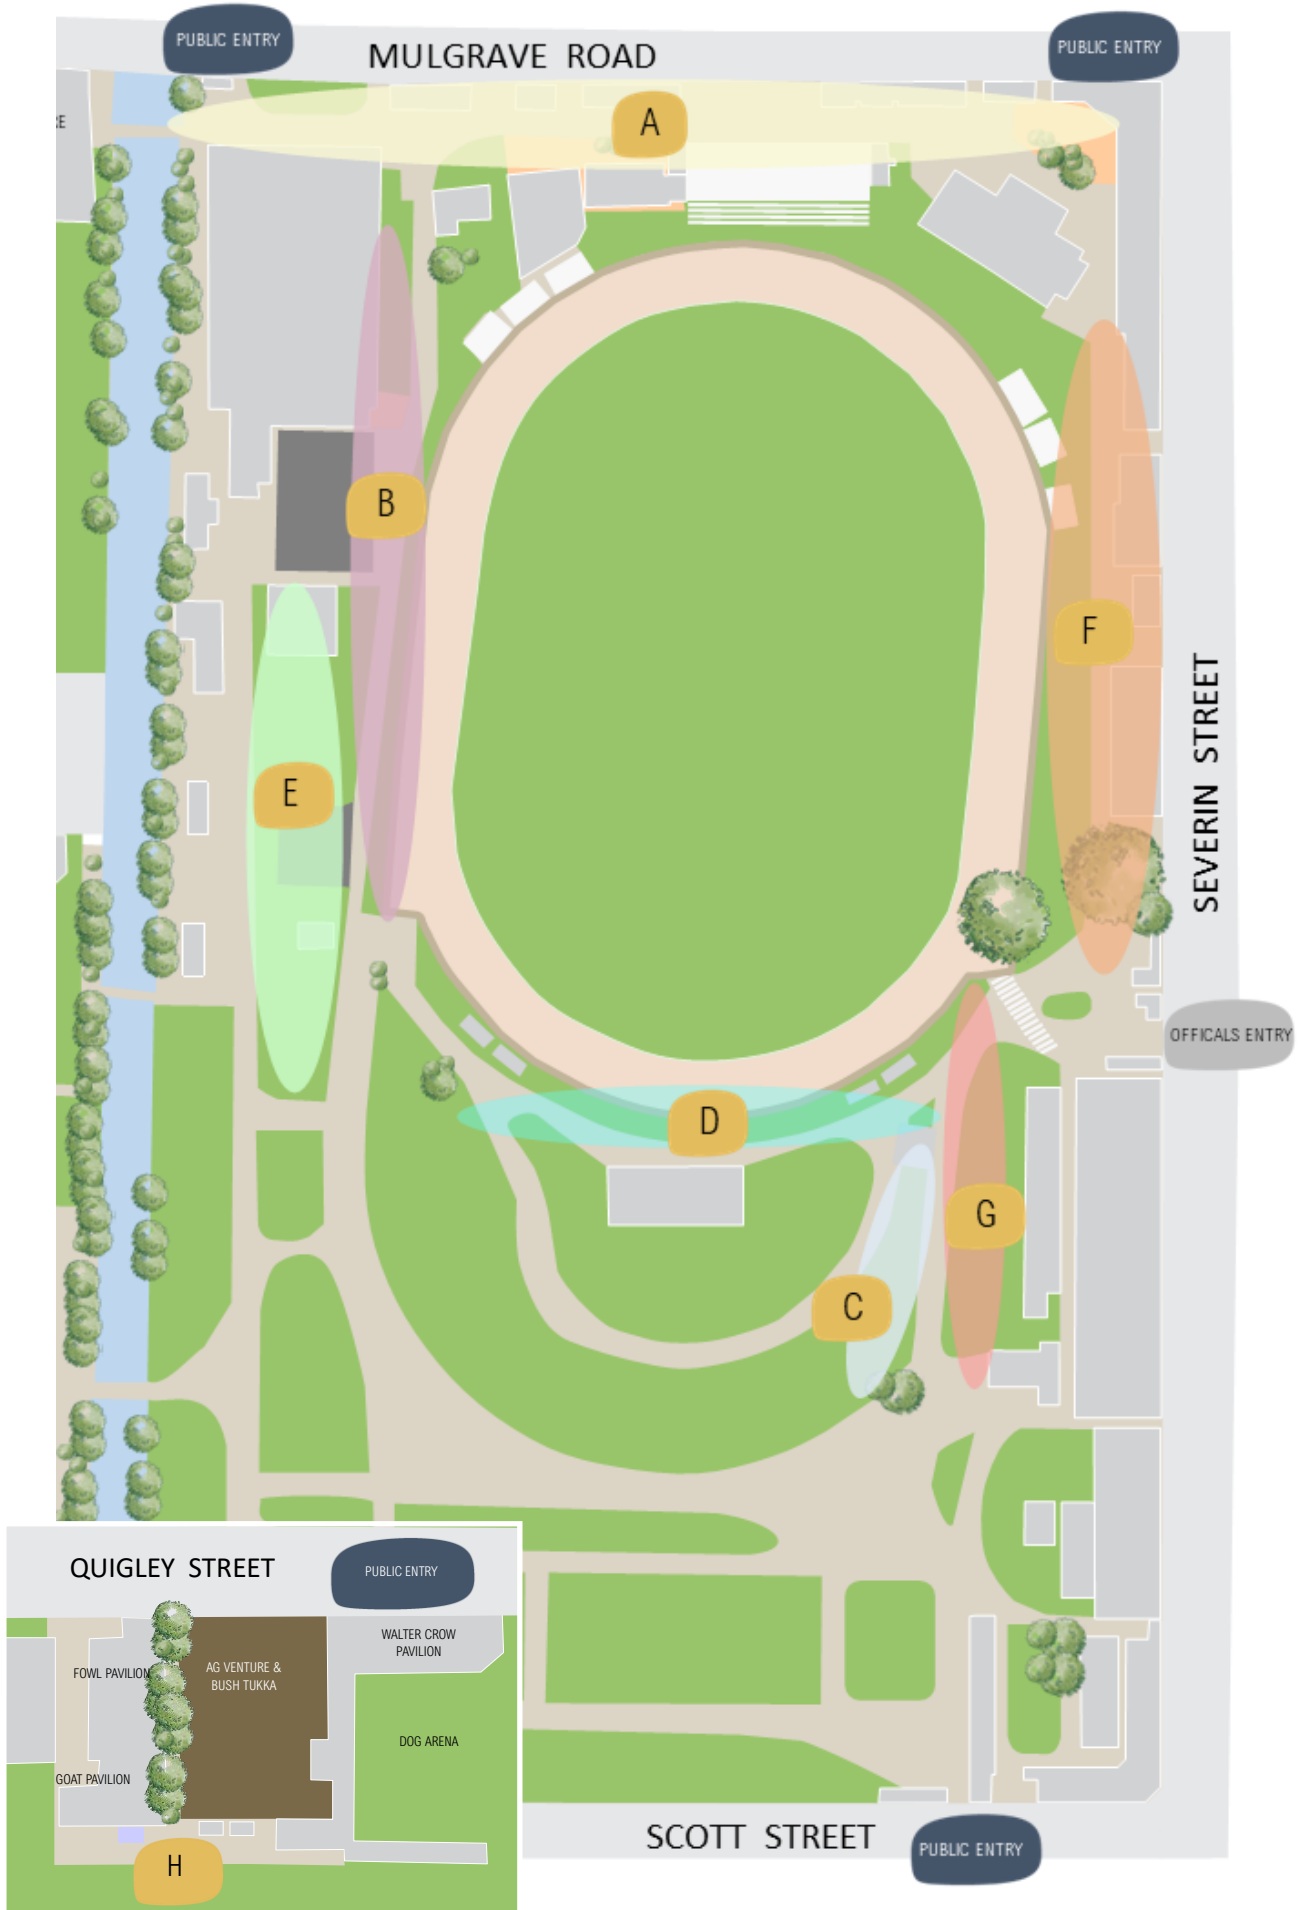 PUBLIC ENTRY
MULGRAVE ROAD
PUBLIC ENTRY
RE
A
B
F
SEVERIN STREET
E
OFFICALS ENTRY
D
G
C
QUIGLEY STREET
PUBLIC ENTRY
WALTER CROW
PAVILION
FOWL PAVILION
AG VENTURE &
BUSH TUKKA
DOG ARENA
GOAT PAVILION
H
SCOTT STREET
PUBLIC ENTRY